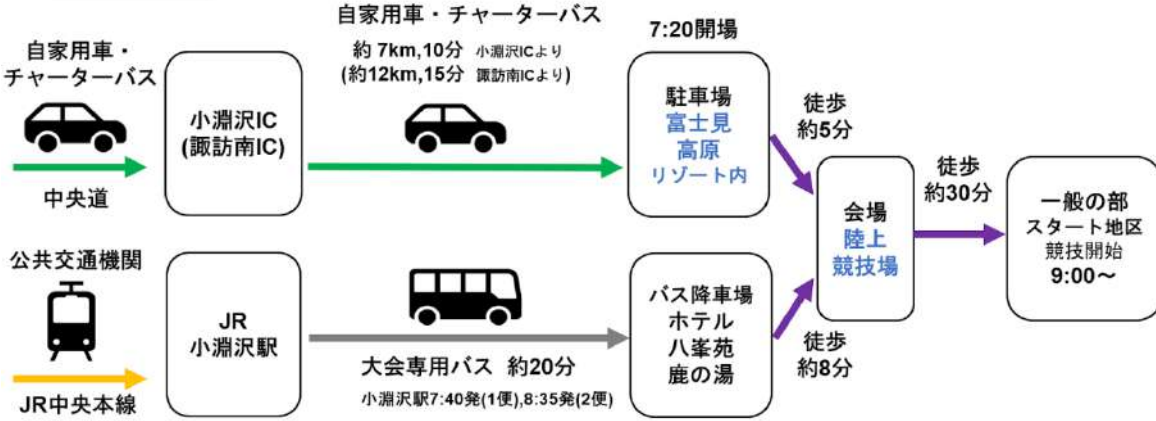 自家用車・
チャーターバス
中央道
小淵沢IC
(諏訪南IC)
自家用車・チャーターバス
約 7km,10分 小淵沢ICより
(約12km,15分 諏訪南ICより)
7:20開場
駐車場
富士見
高原
リゾート内
徒歩
約5分
公共交通機関
JR中央本線
JR
小淵沢駅
大会専用バス 約20分
小淵沢駅7:40発(1便),8:35発(2便)
バス降車場
ホテル
八峯苑
鹿の湯
徒歩
約8分
会場
陸上
競技場
徒歩
約30分
一般の部
スタート地区
競技開始
9:00～